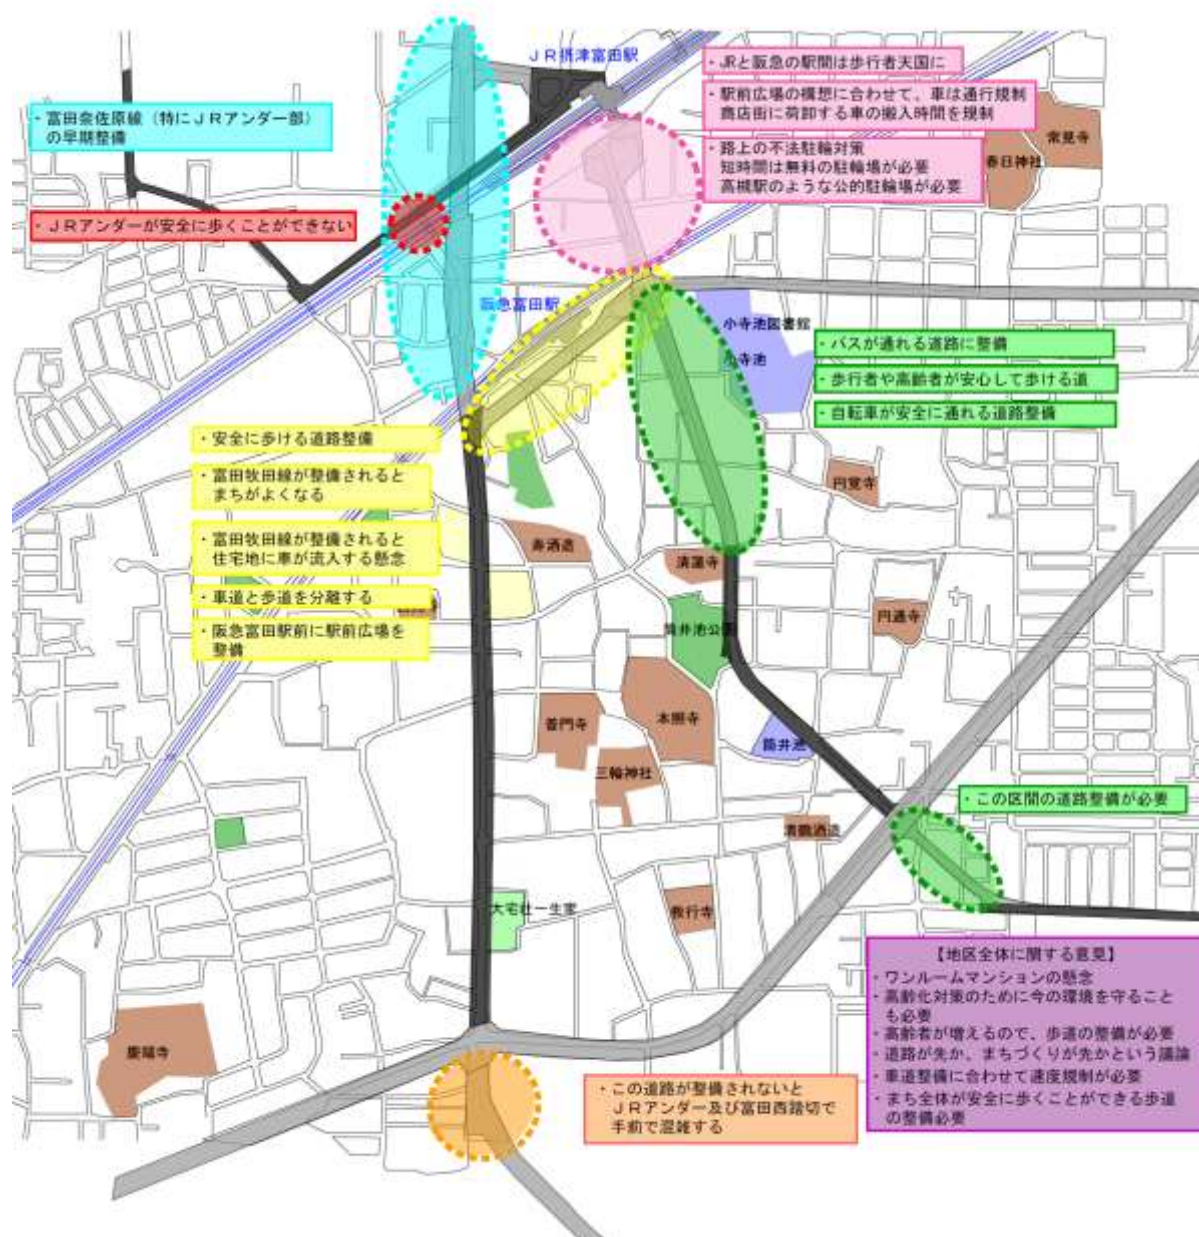 ＪＲ摂津富田駅
・JRと阪急の駅間は歩行者天国に
・駅前広場の構想に合わせて、車は通行規制
商店街に荷卸する車の搬入時間を規制
・路上の不法駐輪対策
短時間は無料の駐輪場が必要
高槻駅のような公的駐輪場が必要
常見寺
春日神社
・富田奈佐原線（特にＪＲアンダー部）
の早期整備
・ＪＲアンダーが安全に歩くことができない
阪急富田駅
小寺池図書館
小寺池
・バスが通れる道路に整備
・歩行者や高齢者が安心して歩ける道
・自転車が安全に通れる道路整備
・安全に歩ける道路整備
・富田牧田線が整備されると
まちがよくなる
・富田牧田線が整備されると
住宅地に車が流入する懸念
・車道と歩道を分離する
・阪急富田駅前に駅前広場を
整備
円覚寺
寿酒造
清蓮寺
円通寺
筒井池公園
普門寺
本照寺
筒井池
三輪神社
・この区間の道路整備が必要
清鶴酒造
教行寺
大宅壮一生家
慶瑞寺
【地区全体に関する意見】
・ワンルームマンションの懸念
・高齢化対策のために今の環境を守ること
も必要
・高齢者が増えるので、歩道の整備が必要
・道路が先か、まちづくりが先かという議論
・車道整備に合わせて速度規制が必要
・まち全体が安全に歩くことができる歩道
の整備必要
・この道路が整備されないと
ＪＲアンダー及び富田西踏切で
手前で混雑する